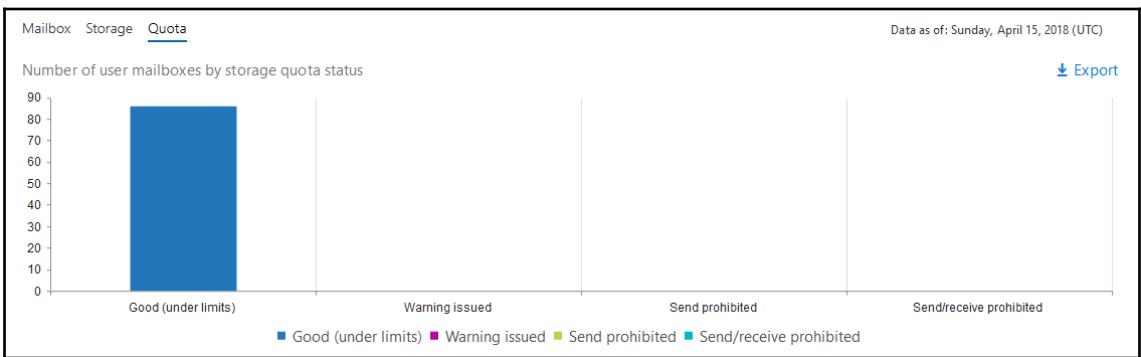 Mailbox Storage Quota
Data as of: Sunday, April 15, 2018 (UTC)
Number of user mailboxes by storage quota status
Export
90
80
70
60
50
40
30
20
10
0
Good (under limits) Warning issued Send prohibited Send/receive prohibited
Good (under limits) Warning issued Send prohibited Send/receive prohibited